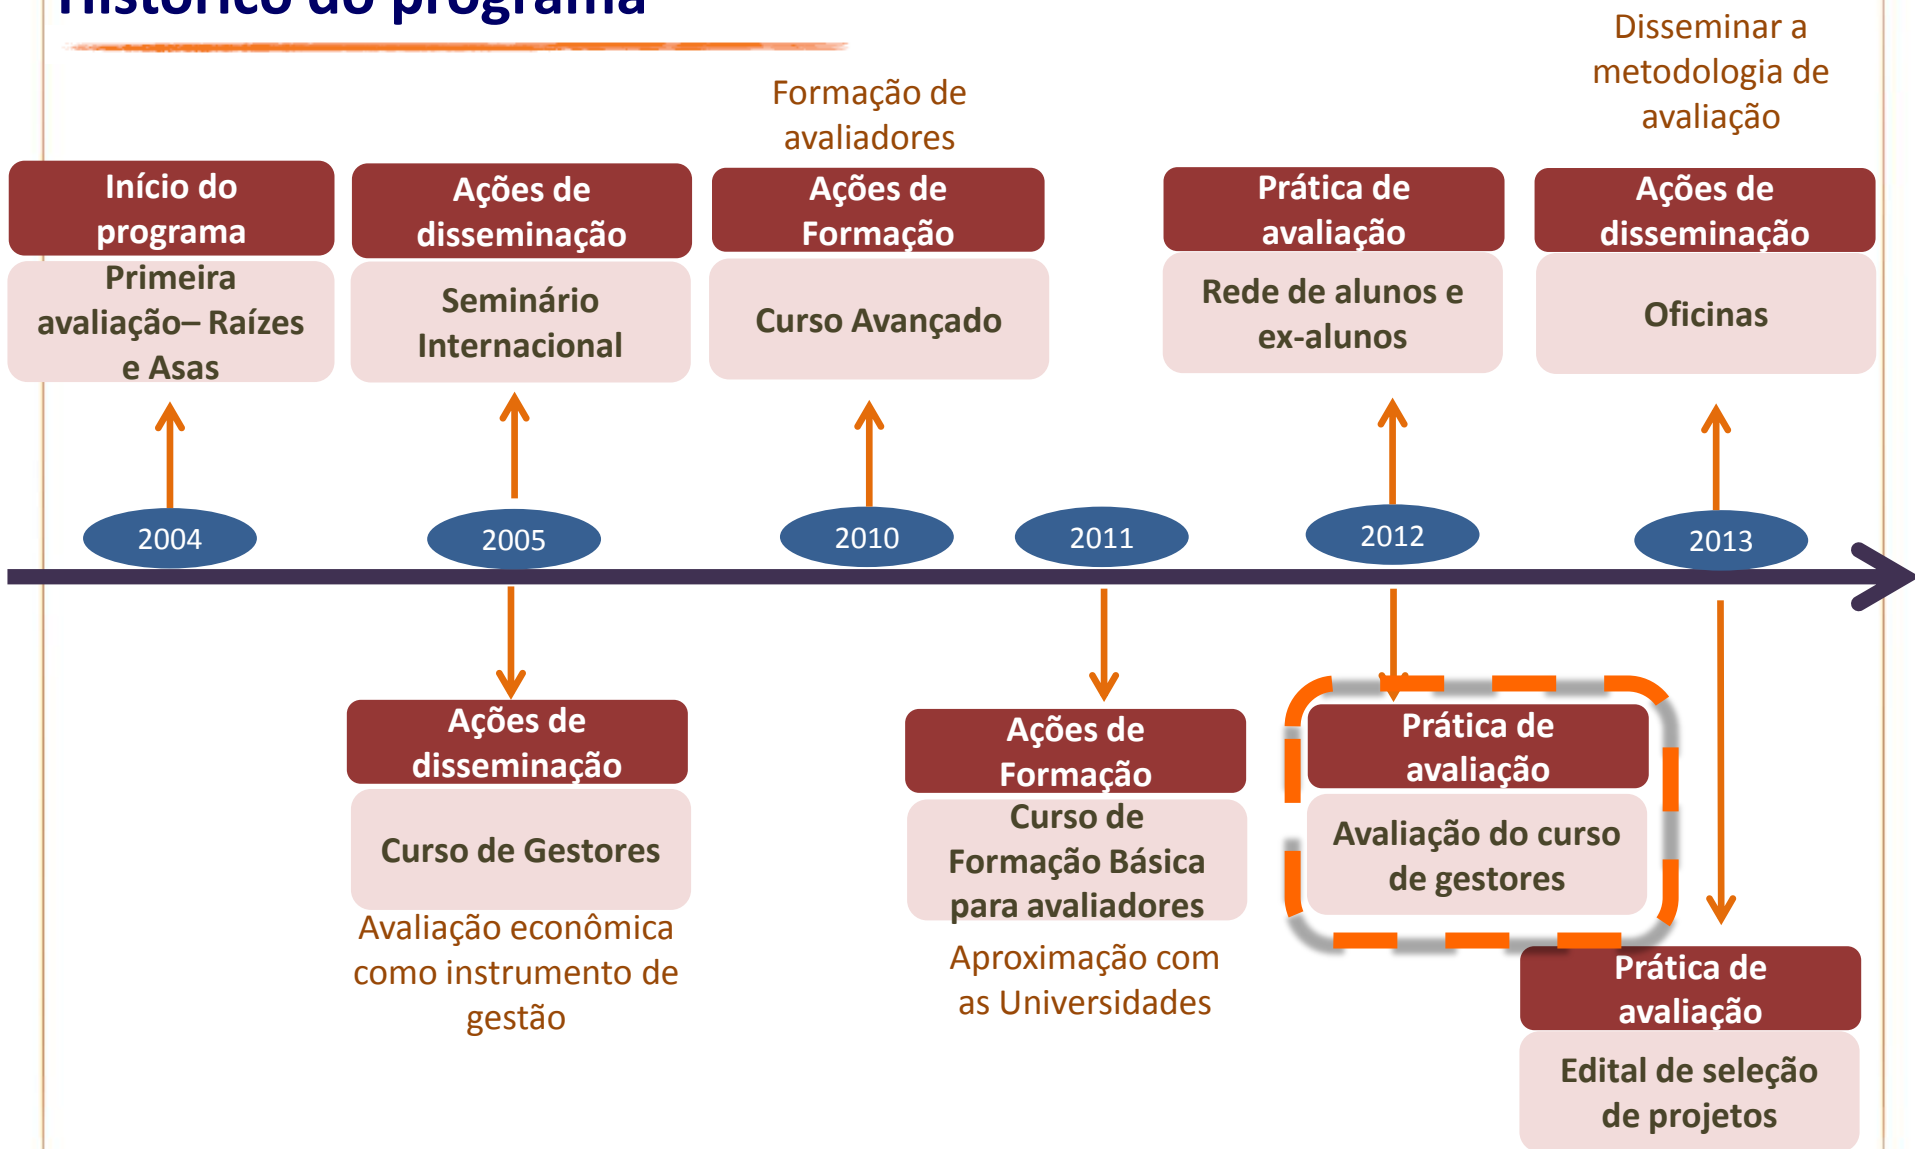 Histórico do programa
Disseminar a
metodologia de
avaliação
Formação de
avaliadores
Início do
programa
Primeira
avaliação– Raízes
e Asas
Ações de
disseminação
Seminário
Internacional
Ações de
Formação
Curso Avançado
Prática de
avaliação
Rede de alunos e
ex-alunos
Ações de
disseminação
Oficinas
2004
2005
2010
2011
2012
2013
Ações de
disseminação
Curso de Gestores
Avaliação econômica
como instrumento de
gestão
Ações de
Formação
Curso de
Formação Básica
para avaliadores
Aproximação com
as Universidades
Prática de
avaliação
Avaliação do curso
de gestores
Prática de
avaliação
Edital de seleção
de projetos